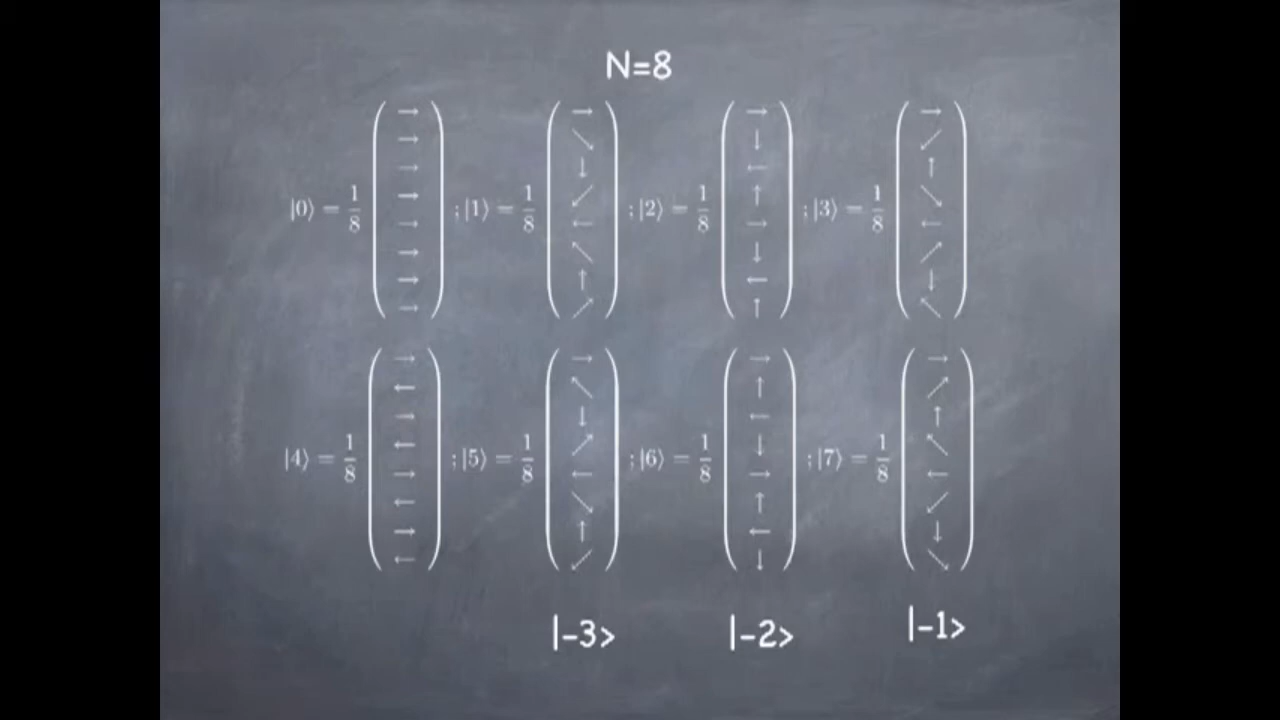 N=8
|0⟩ = 1/8 (→ → → → → → → →) ; |1⟩ = 1/8 (→ ↘ ↓ ↙ ← ↖ ↑ ↗) ; |2⟩ = 1/8 (→ ↓ ← ↑ → ↓ ← ↑) ; |3⟩ = 1/8 (→ ↙ ↑ ↘ ← ↗ ↓ ↖)
|4⟩ = 1/8 (→ ← → ← → ← → ←) ; |5⟩ = 1/8 (→ ↖ ↓ ↗ ← ↘ ↑ ↙) ; |6⟩ = 1/8 (→ ↑ ← ↓ → ↑ ← ↓) ; |7⟩ = 1/8 (→ ↗ ↑ ↖ ← ↙ ↓ ↘)
|-3> |-2> |-1>